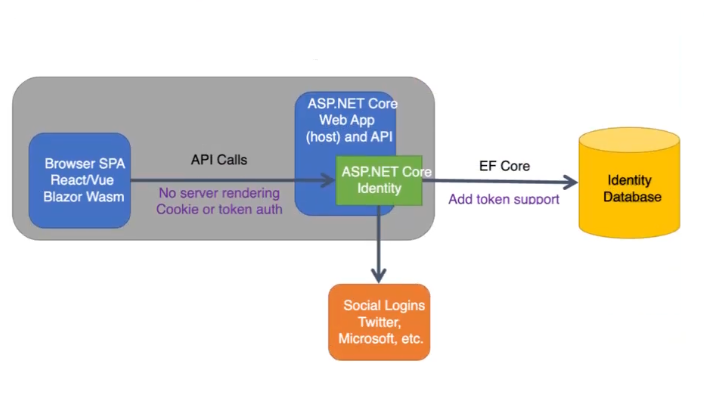 ASP.NET Core
Web App
(host) and API
Browser SPA
React/Vue
Blazor Wasm
API Calls
No server rendering
Cookie or token auth
ASP.NET Core
Identity
EF Core
Add token support
Identity
Database
Social Logins
Twitter,
Microsoft, etc.